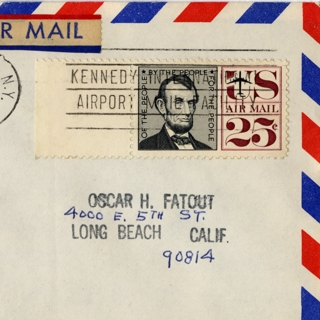 R MAIL
N.Y.
KENNEDY
AIRPORT
OF THE PEOPLE ★ BY THE PEOPLE ★ FOR THE PEOPLE
US
AIR MAIL
25¢
OSCAR H. FATOUT
4000 E. 5TH ST.
LONG BEACH CALIF.
90814